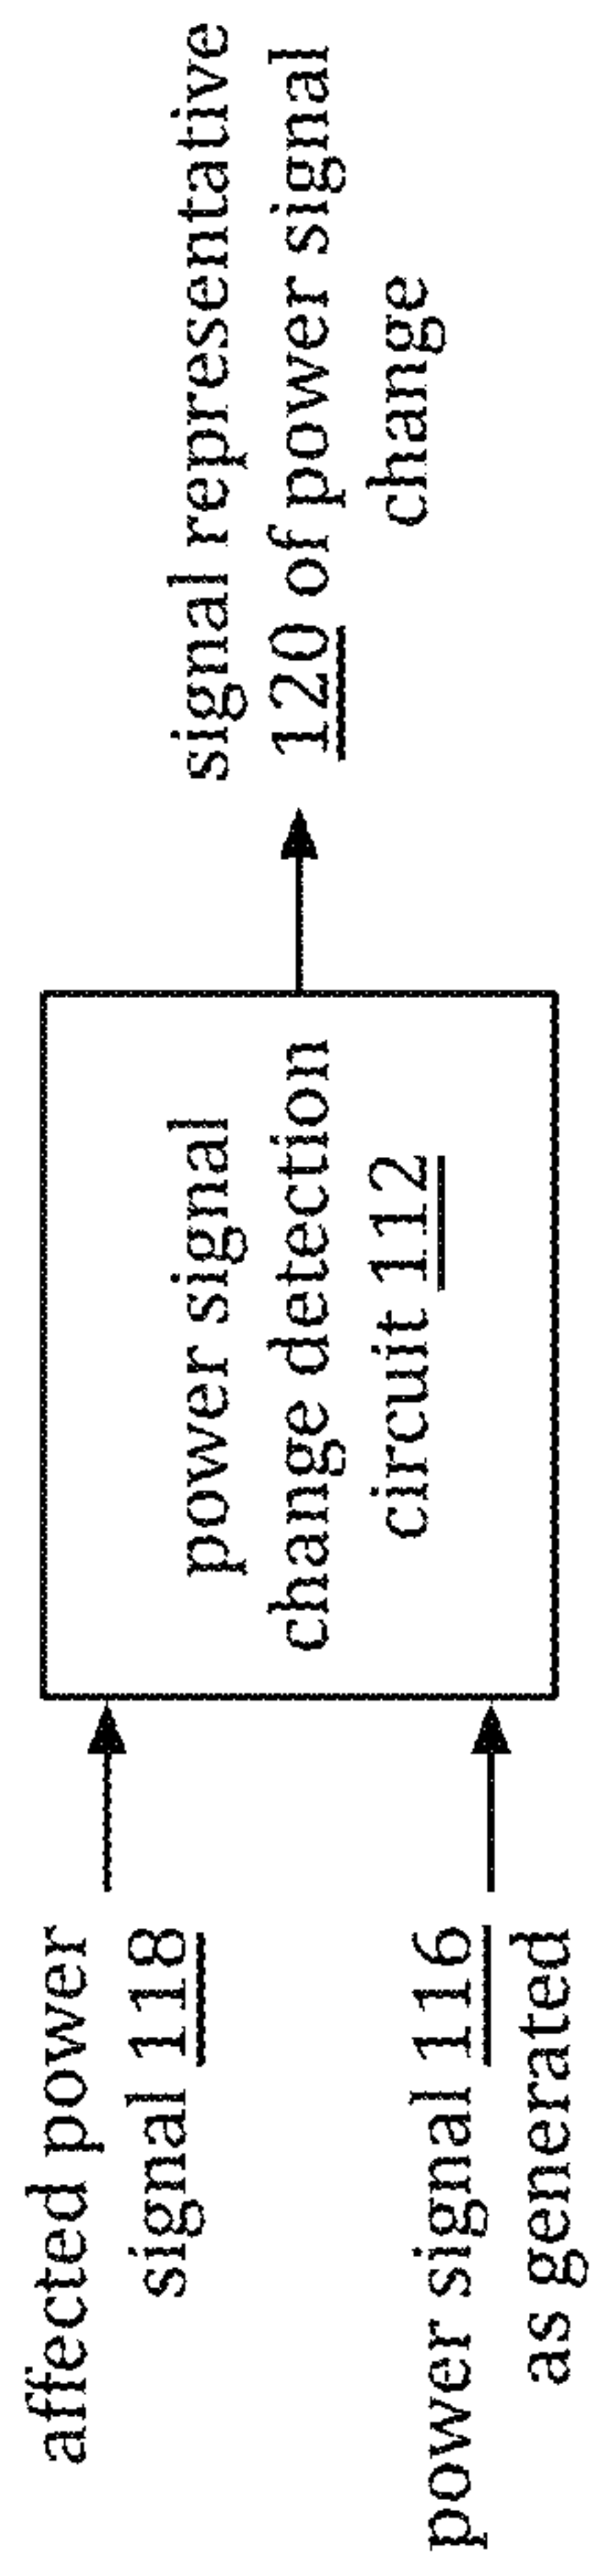 affected power
signal 118
power signal 116
as generated
power signal
change detection
circuit 112
signal representative
120 of power signal
change